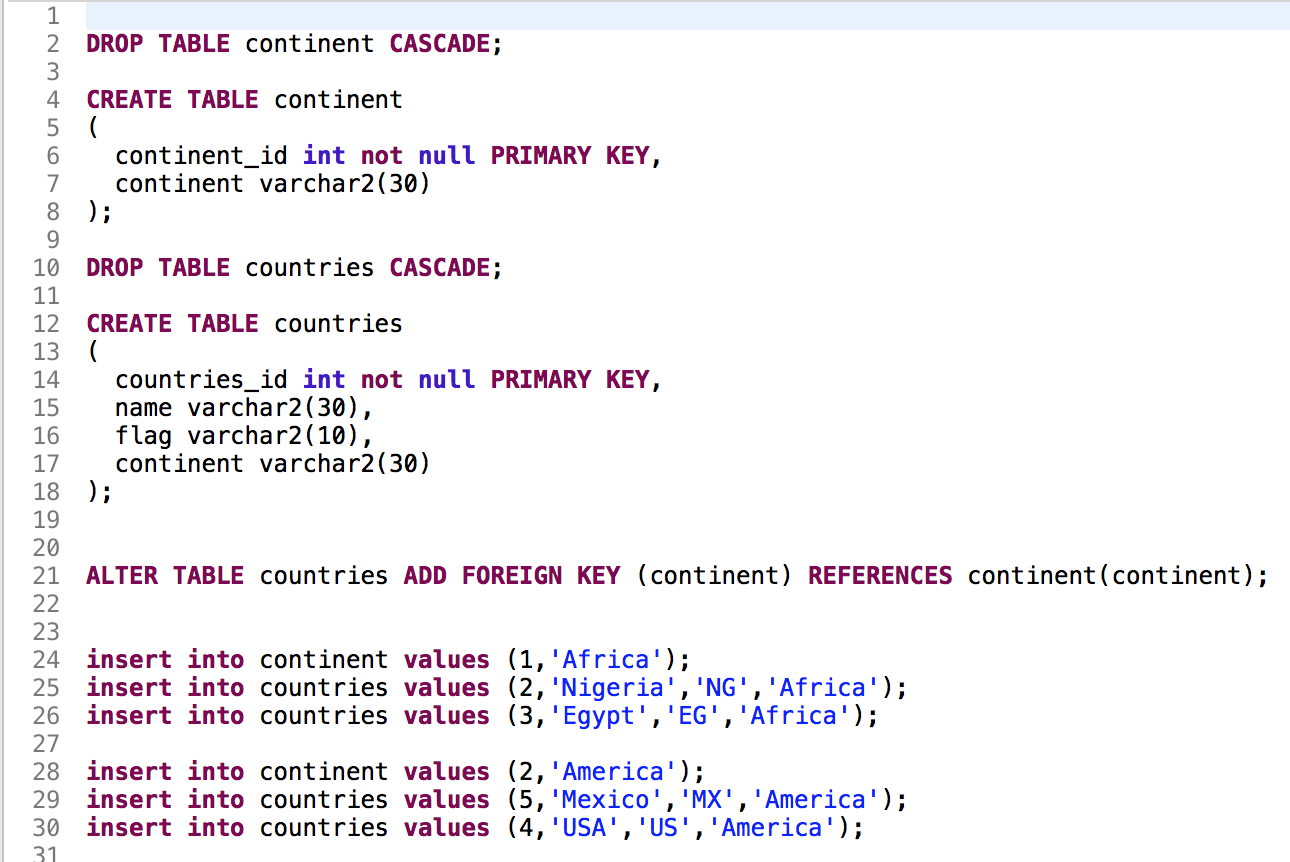 1
2 DROP TABLE continent CASCADE;
3
4 CREATE TABLE continent
5 (
6   continent_id int not null PRIMARY KEY,
7   continent varchar2(30)
8 );
9
10 DROP TABLE countries CASCADE;
11
12 CREATE TABLE countries
13 (
14   countries_id int not null PRIMARY KEY,
15   name varchar2(30),
16   flag varchar2(10),
17   continent varchar2(30)
18 );
19
20
21 ALTER TABLE countries ADD FOREIGN KEY (continent) REFERENCES continent(continent);
22
23
24 insert into continent values (1,'Africa');
25 insert into countries values (2,'Nigeria','NG','Africa');
26 insert into countries values (3,'Egypt','EG','Africa');
27
28 insert into continent values (2,'America');
29 insert into countries values (5,'Mexico','MX','America');
30 insert into countries values (4,'USA','US','America');
31